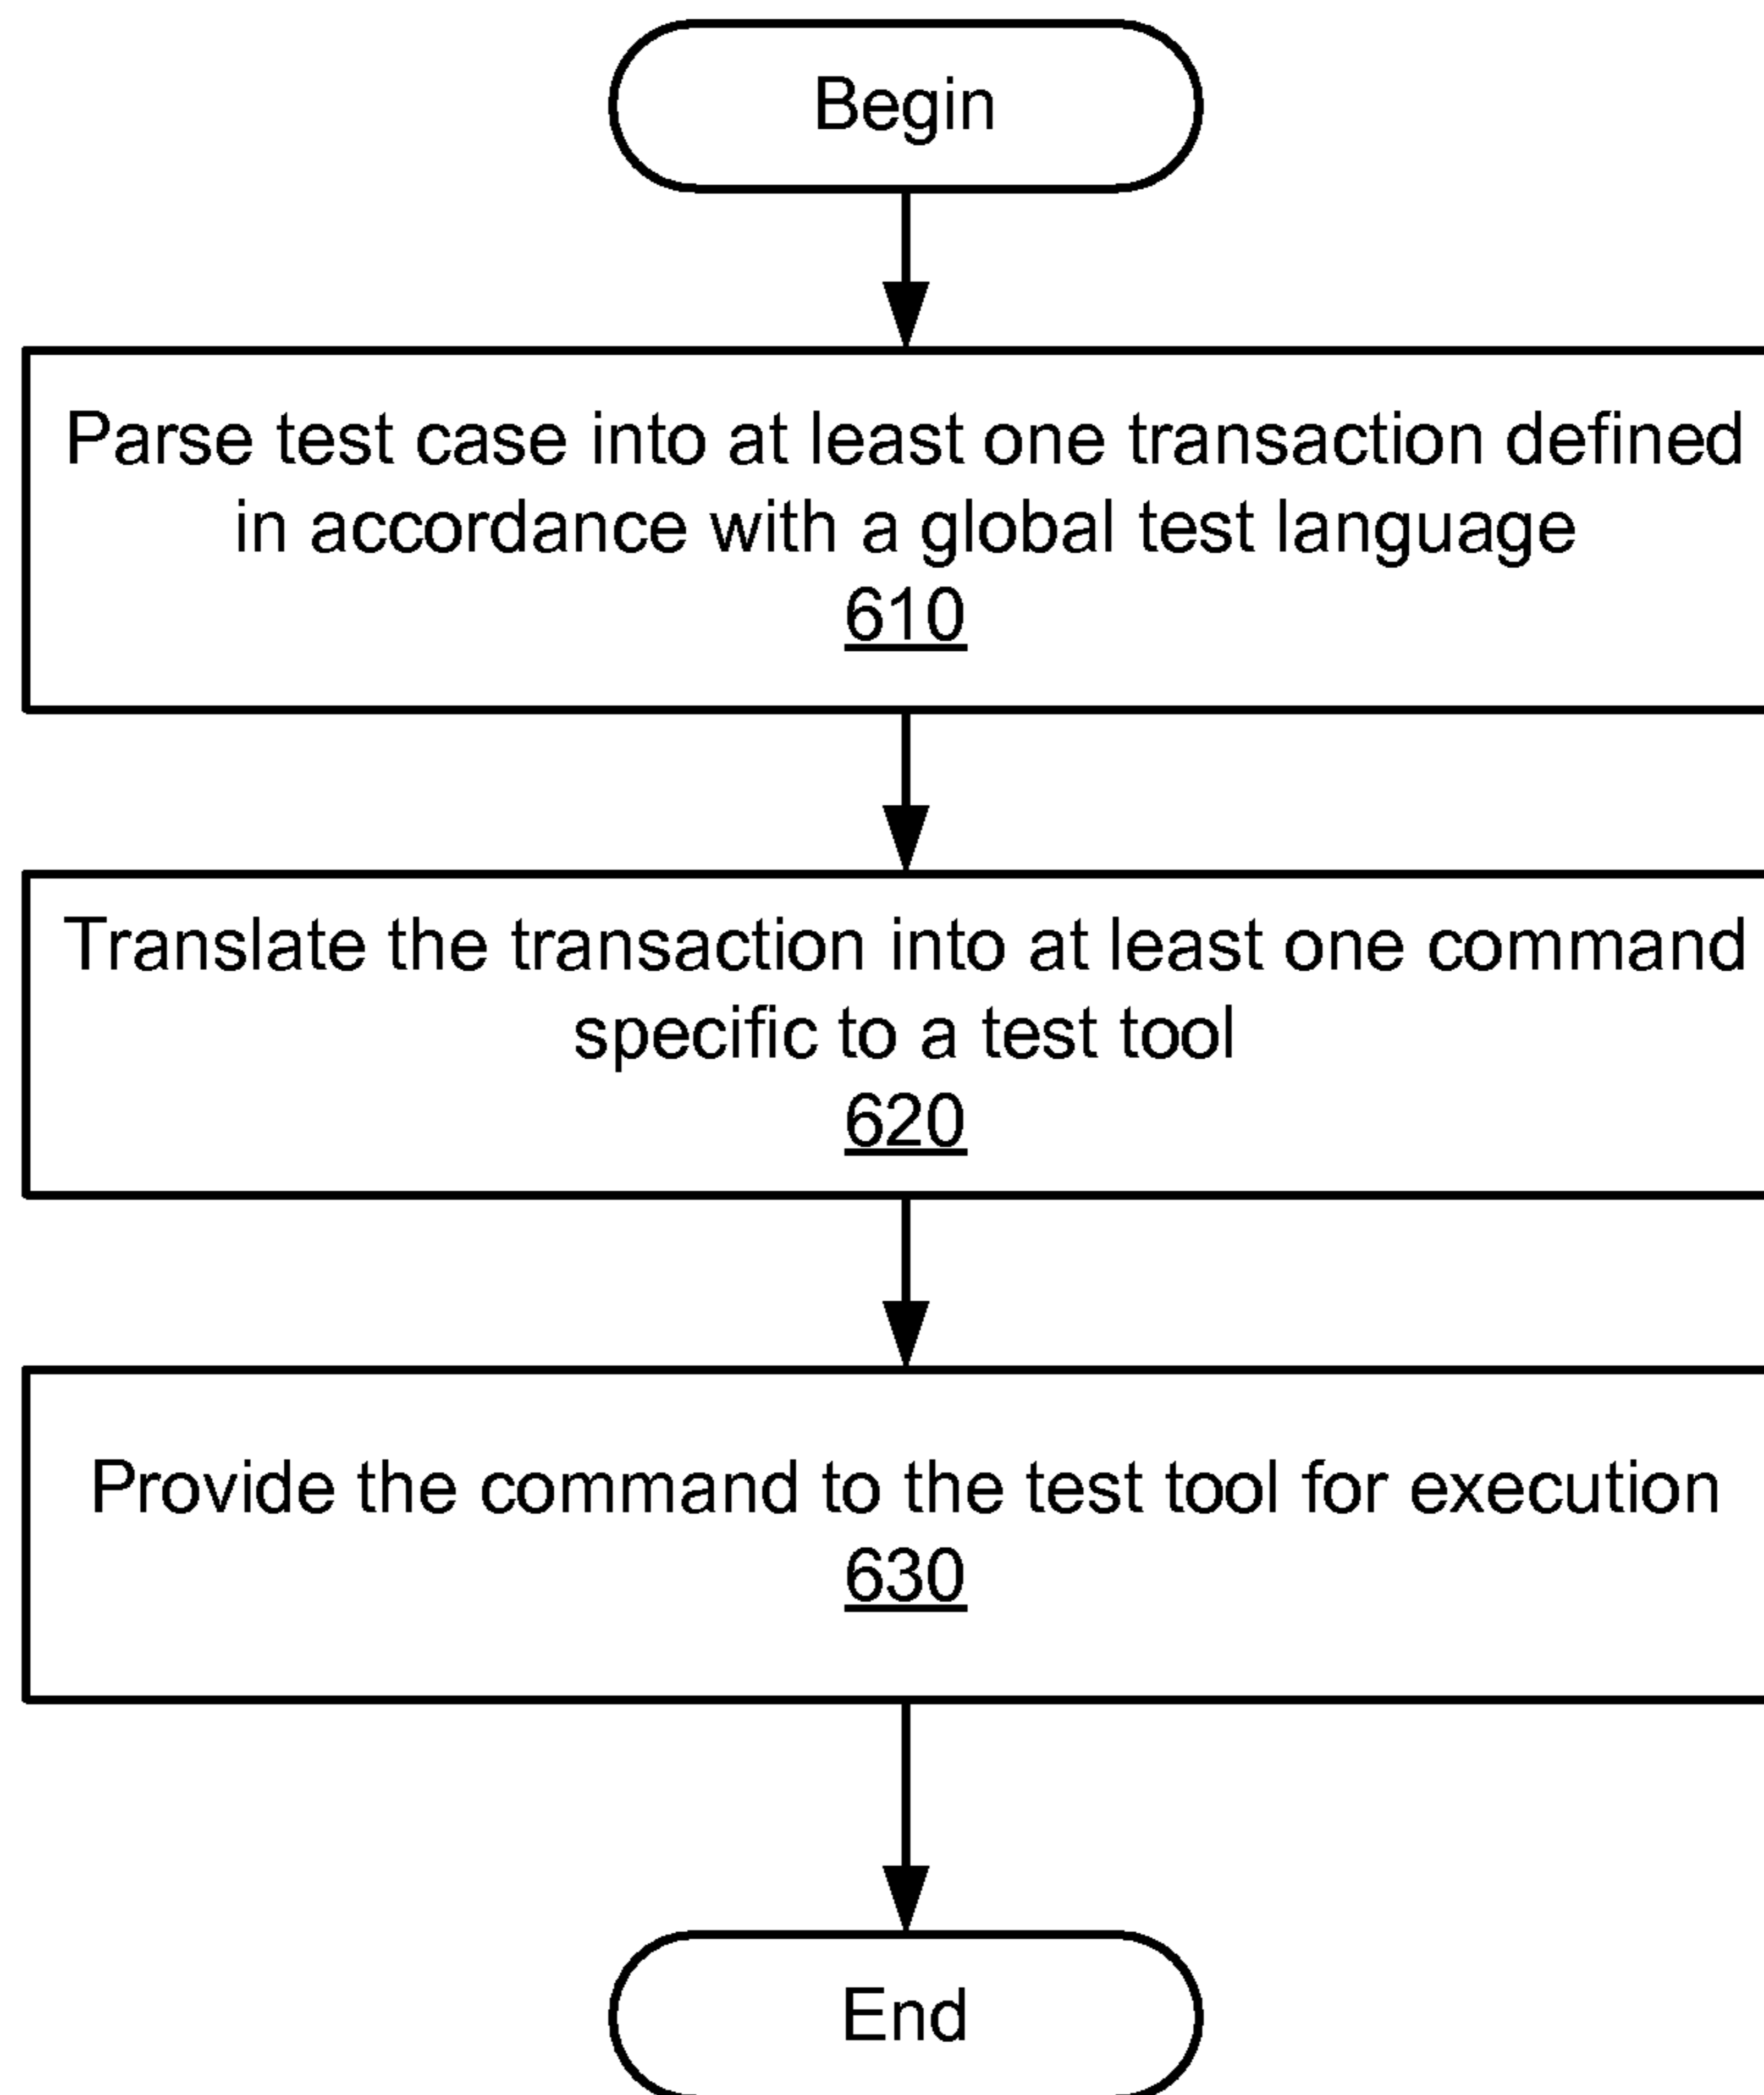 Begin
Parse test case into at least one transaction defined
in accordance with a global test language
610
Translate the transaction into at least one command
specific to a test tool
620
Provide the command to the test tool for execution
630
End